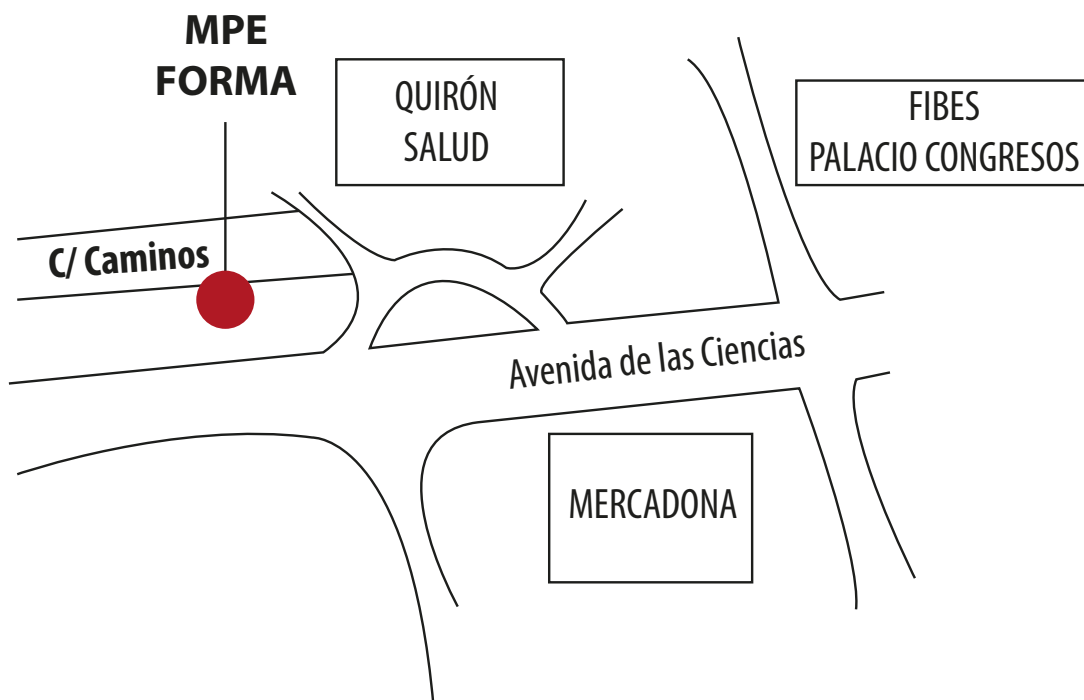 MPE
FORMA
QUIRÓN
SALUD
FIBES
PALACIO CONGRESOS
C/ Caminos
Avenida de las Ciencias
MERCADONA